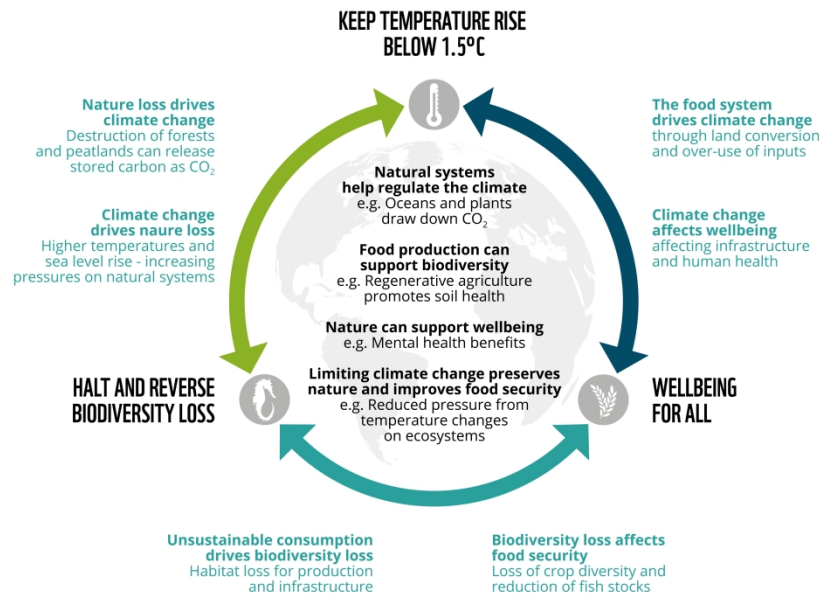 KEEP TEMPERATURE RISE
BELOW 1.5ºC
Nature loss drives
climate change
Destruction of forests
and peatlands can release
stored carbon as CO₂
Climate change
drives naure loss
Higher temperatures and
sea level rise - increasing
pressures on natural systems
The food system
drives climate change
through land conversion
and over-use of inputs
Climate change
affects wellbeing
affecting infrastructure
and human health
Natural systems
help regulate the climate
e.g. Oceans and plants
draw down CO₂
Food production can
support biodiversity
e.g. Regenerative agriculture
promotes soil health
Nature can support wellbeing
e.g. Mental health benefits
Limiting climate change preserves
nature and improves food security
e.g. Reduced pressure from
temperature changes
on ecosystems
HALT AND REVERSE
BIODIVERSITY LOSS
WELLBEING
FOR ALL
Unsustainable consumption
drives biodiversity loss
Habitat loss for production
and infrastructure
Biodiversity loss affects
food security
Loss of crop diversity and
reduction of fish stocks